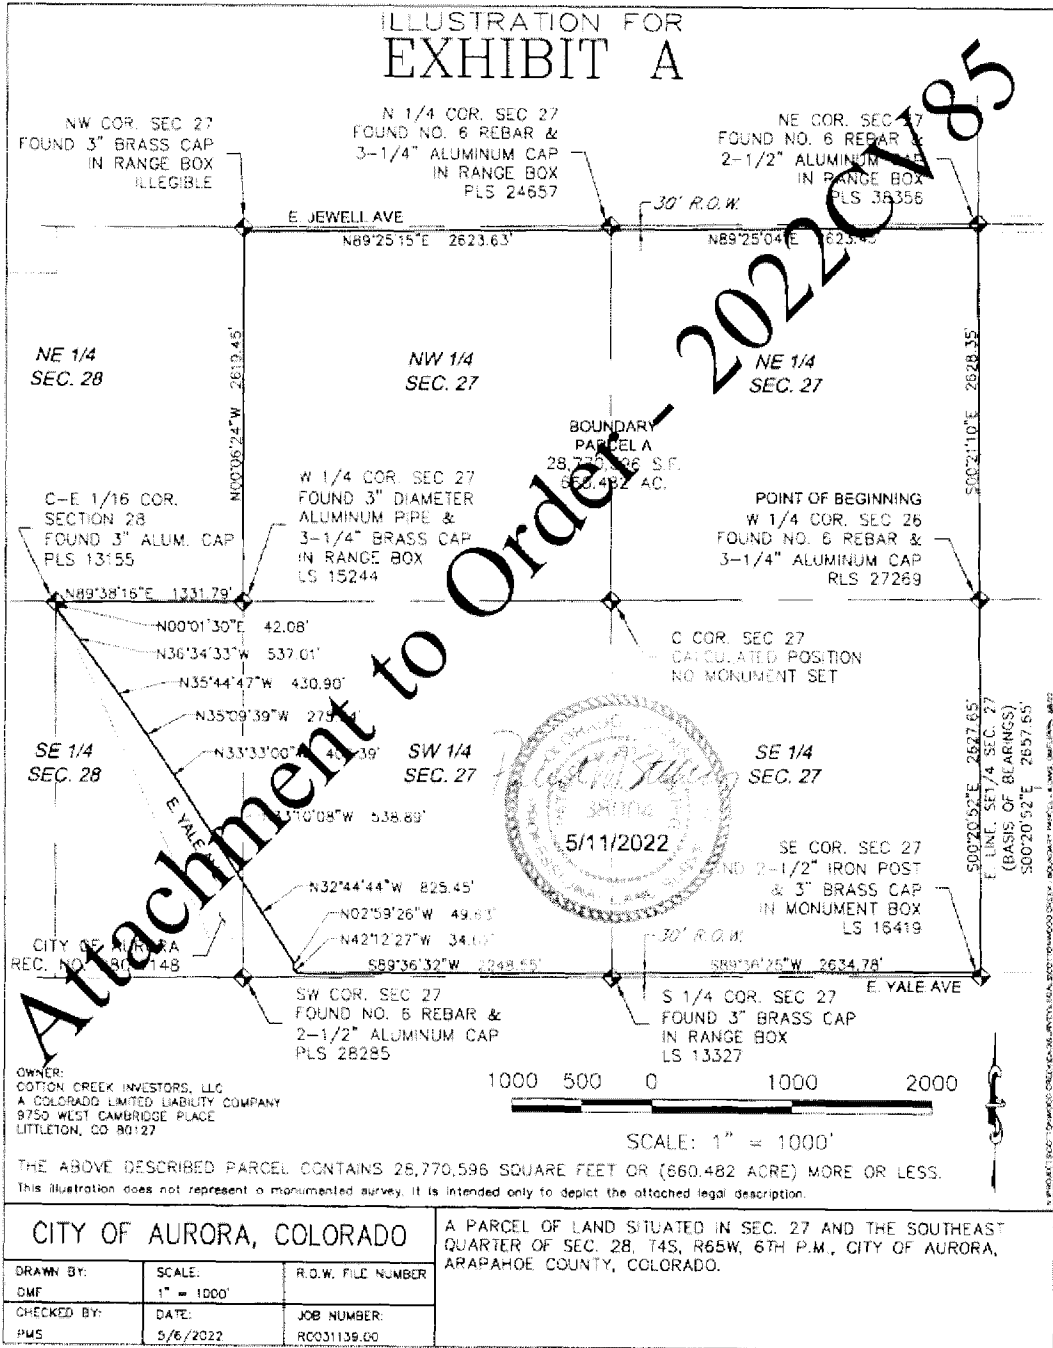 ILLUSTRATION FOR
EXHIBIT A
NW COR. SEC 27
FOUND 3" BRASS CAP
IN RANGE BOX
ILLEGIBLE
N 1/4 COR. SEC 27
FOUND NO. 6 REBAR &
3-1/4" ALUMINUM CAP
IN RANGE BOX
PLS 24657
NE COR. SEC 27
FOUND NO. 6 REBAR &
2-1/2" ALUMINUM CAP
IN RANGE BOX
PLS 38356
30' R.O.W.
E. JEWELL AVE
N89°25'15"E 2623.63'
N89°25'04"E
NE 1/4
SEC. 28
N00°06'24"W 2619.45'
NW 1/4
SEC. 27
NE 1/4
SEC. 27
S00°21'10"E 2628.35'
BOUNDARY
PARCEL A
S.F.
AC.
C-E 1/16 COR.
SECTION 28
FOUND 3" ALUM. CAP
PLS 13155
W 1/4 COR. SEC 27
FOUND 3" DIAMETER
ALUMINUM PIPE &
3-1/4" BRASS CAP
IN RANGE BOX
LS 15244
POINT OF BEGINNING
W 1/4 COR. SEC 26
FOUND NO. 6 REBAR &
3-1/4" ALUMINUM CAP
RLS 27269
N89°38'16"E 1331.79'
N00°01'30"E 42.08'
N36°34'33"W 537.01'
N35°44'47"W 430.90'
N35°09'39"W
N33°33'00"
C COR. SEC 27
CALCULATED POSITION
NO MONUMENT SET
SE 1/4
SEC. 28
SW 1/4
SEC. 27
SE 1/4
SEC. 27
E. YALE
538.89'
N32°44'44"W 825.45'
N02°59'26"W
N42°12'27"W
5/11/2022
S00°20'52"E 2627.65'
E LINE, SE1/4 SEC. 27
(BASIS OF BEARINGS)
S00°20'52"E 2657.65'
SE COR. SEC 27
2-1/2" IRON POST
& 3" BRASS CAP
IN MONUMENT BOX
LS 16419
CITY OF AURORA
REC. NO.
30' R.O.W.
S89°36'32"W 2248.55'
S89°36'25"W 2634.78'
E. YALE AVE
SW COR. SEC 27
FOUND NO. 6 REBAR &
2-1/2" ALUMINUM CAP
PLS 28285
S 1/4 COR. SEC 27
FOUND 3" BRASS CAP
IN RANGE BOX
LS 13327
Attachment to Order - 2022CV85
OWNER:
COTTON CREEK INVESTORS, LLC
A COLORADO LIMITED LIABILITY COMPANY
9750 WEST CAMBRIDGE PLACE
LITTLETON, CO 80127
1000 500 0 1000 2000
SCALE: 1" = 1000'
THE ABOVE DESCRIBED PARCEL CONTAINS 28,770,596 SQUARE FEET OR (660.482 ACRE) MORE OR LESS.
This illustration does not represent a monumented survey. It is intended only to depict the attached legal description.
CITY OF AURORA, COLORADO
DRAWN BY:
DMF
SCALE:
1" = 1000'
R.O.W. FILE NUMBER
CHECKED BY:
PMS
DATE:
5/6/2022
JOB NUMBER:
RC031139.00
A PARCEL OF LAND SITUATED IN SEC. 27 AND THE SOUTHEAST
QUARTER OF SEC. 28, T4S, R65W, 6TH P.M., CITY OF AURORA,
ARAPAHOE COUNTY, COLORADO.